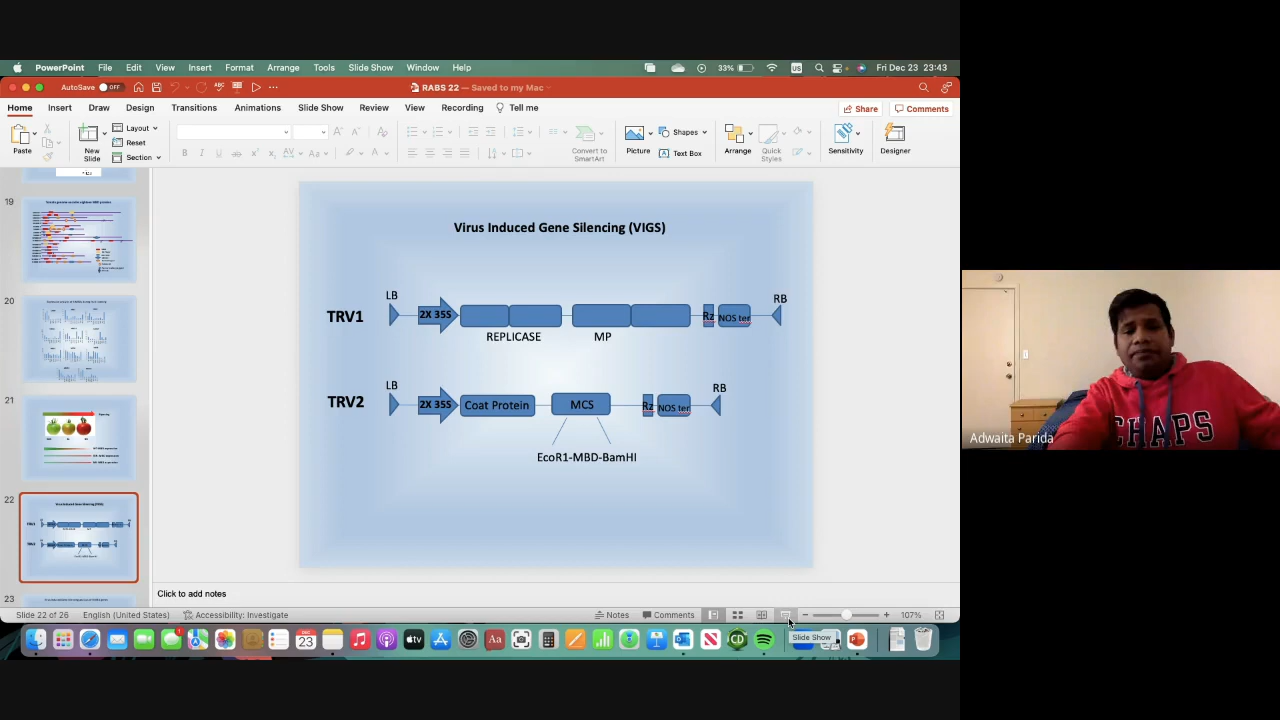 PowerPoint File Edit View Insert Format Arrange Tools Slide Show Window Help 33% US Fri Dec 23 23:43
AutoSave OFF RABS 22 — Saved to my Mac
Home Insert Draw Design Transitions Animations Slide Show Review View Recording Tell me Share Comments
Paste New Slide Layout Reset Section Convert to SmartArt Picture Shapes Text Box Arrange Quick Styles Sensitivity Designer
19
20
21
22
23
Virus Induced Gene Silencing (VIGS)
LB RB
TRV1 2X 35S Rz NOS ter
REPLICASE MP
LB RB
TRV2 2X 35S Coat Protein MCS Rz NOS ter
EcoR1-MBD-BamHI
Click to add notes
Slide 22 of 26 English (United States) Accessibility: Investigate Notes Comments 107%
Slide Show
Adwaita Parida
CHAPS